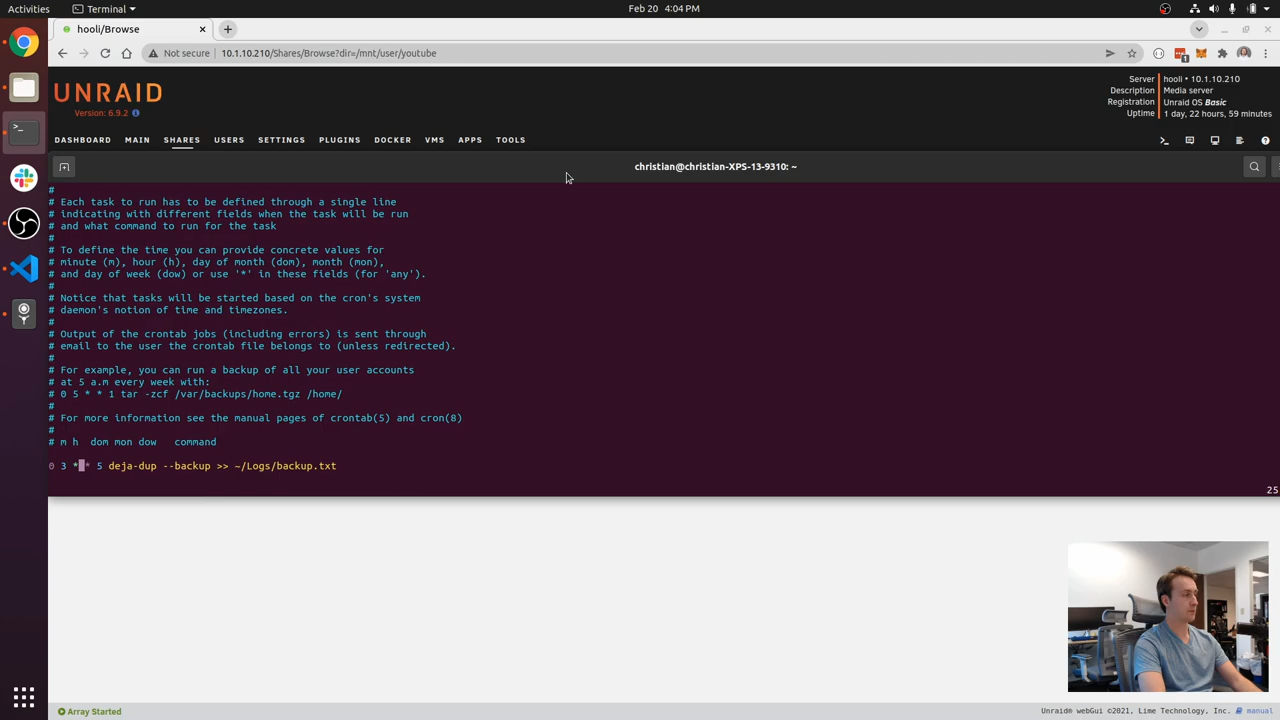 Activities
Terminal
Feb 20 4:04 PM
hooli/Browse
Not secure
10.1.10.210/Shares/Browse?dir=/mnt/user/youtube
1
UNRAID
Version: 6.9.2
Server
hooli • 10.1.10.210
Description
Media server
Registration
Unraid OS Basic
Uptime
1 day, 22 hours, 59 minutes
DASHBOARD MAIN SHARES USERS SETTINGS PLUGINS DOCKER VMS APPS TOOLS
christian@christian-XPS-13-9310: ~
#
# Each task to run has to be defined through a single line
# indicating with different fields when the task will be run
# and what command to run for the task
#
# To define the time you can provide concrete values for
# minute (m), hour (h), day of month (dom), month (mon),
# and day of week (dow) or use '*' in these fields (for 'any').
#
# Notice that tasks will be started based on the cron's system
# daemon's notion of time and timezones.
#
# Output of the crontab jobs (including errors) is sent through
# email to the user the crontab file belongs to (unless redirected).
#
# For example, you can run a backup of all your user accounts
# at 5 a.m every week with:
# 0 5 * * 1 tar -zcf /var/backups/home.tgz /home/
#
# For more information see the manual pages of crontab(5) and cron(8)
#
# m h  dom mon dow   command
0 3 * * 5 deja-dup --backup >> ~/Logs/backup.txt
25
Array Started
Unraid® webGui ©2021, Lime Technology, Inc. manual